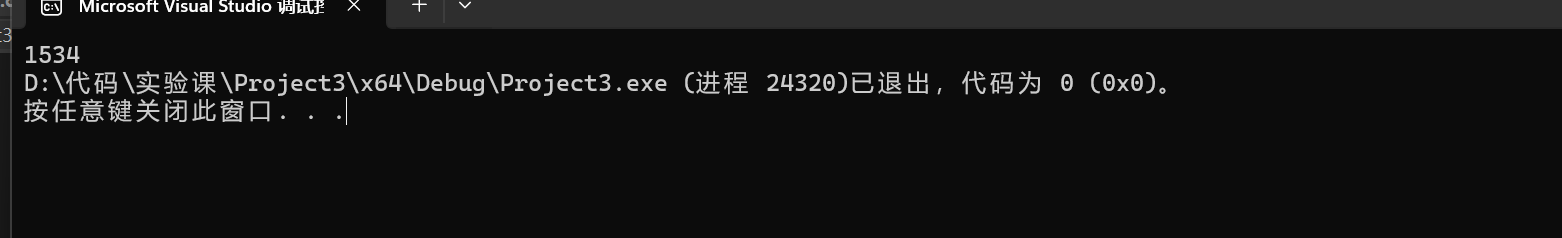 Microsoft Visual Studio 调试
1534
D:\代码\实验课\Project3\x64\Debug\Project3.exe (进程 24320)已退出，代码为 0 (0x0)。
按任意键关闭此窗口. . .